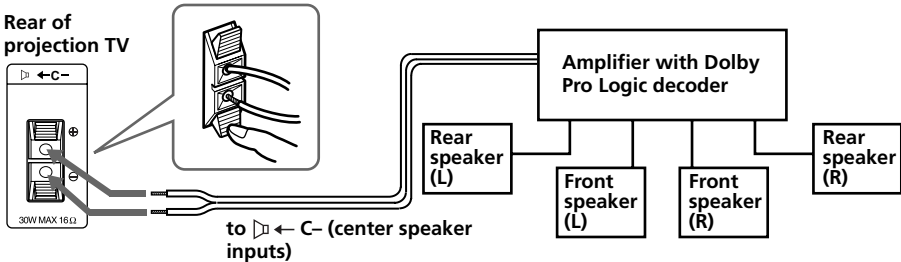 Rear of
projection TV
←C–
⊕
⊖
30W MAX 16Ω
to ← C– (center speaker
inputs)
Amplifier with Dolby
Pro Logic decoder
Rear
speaker
(L)
Front
speaker
(L)
Front
speaker
(R)
Rear
speaker
(R)